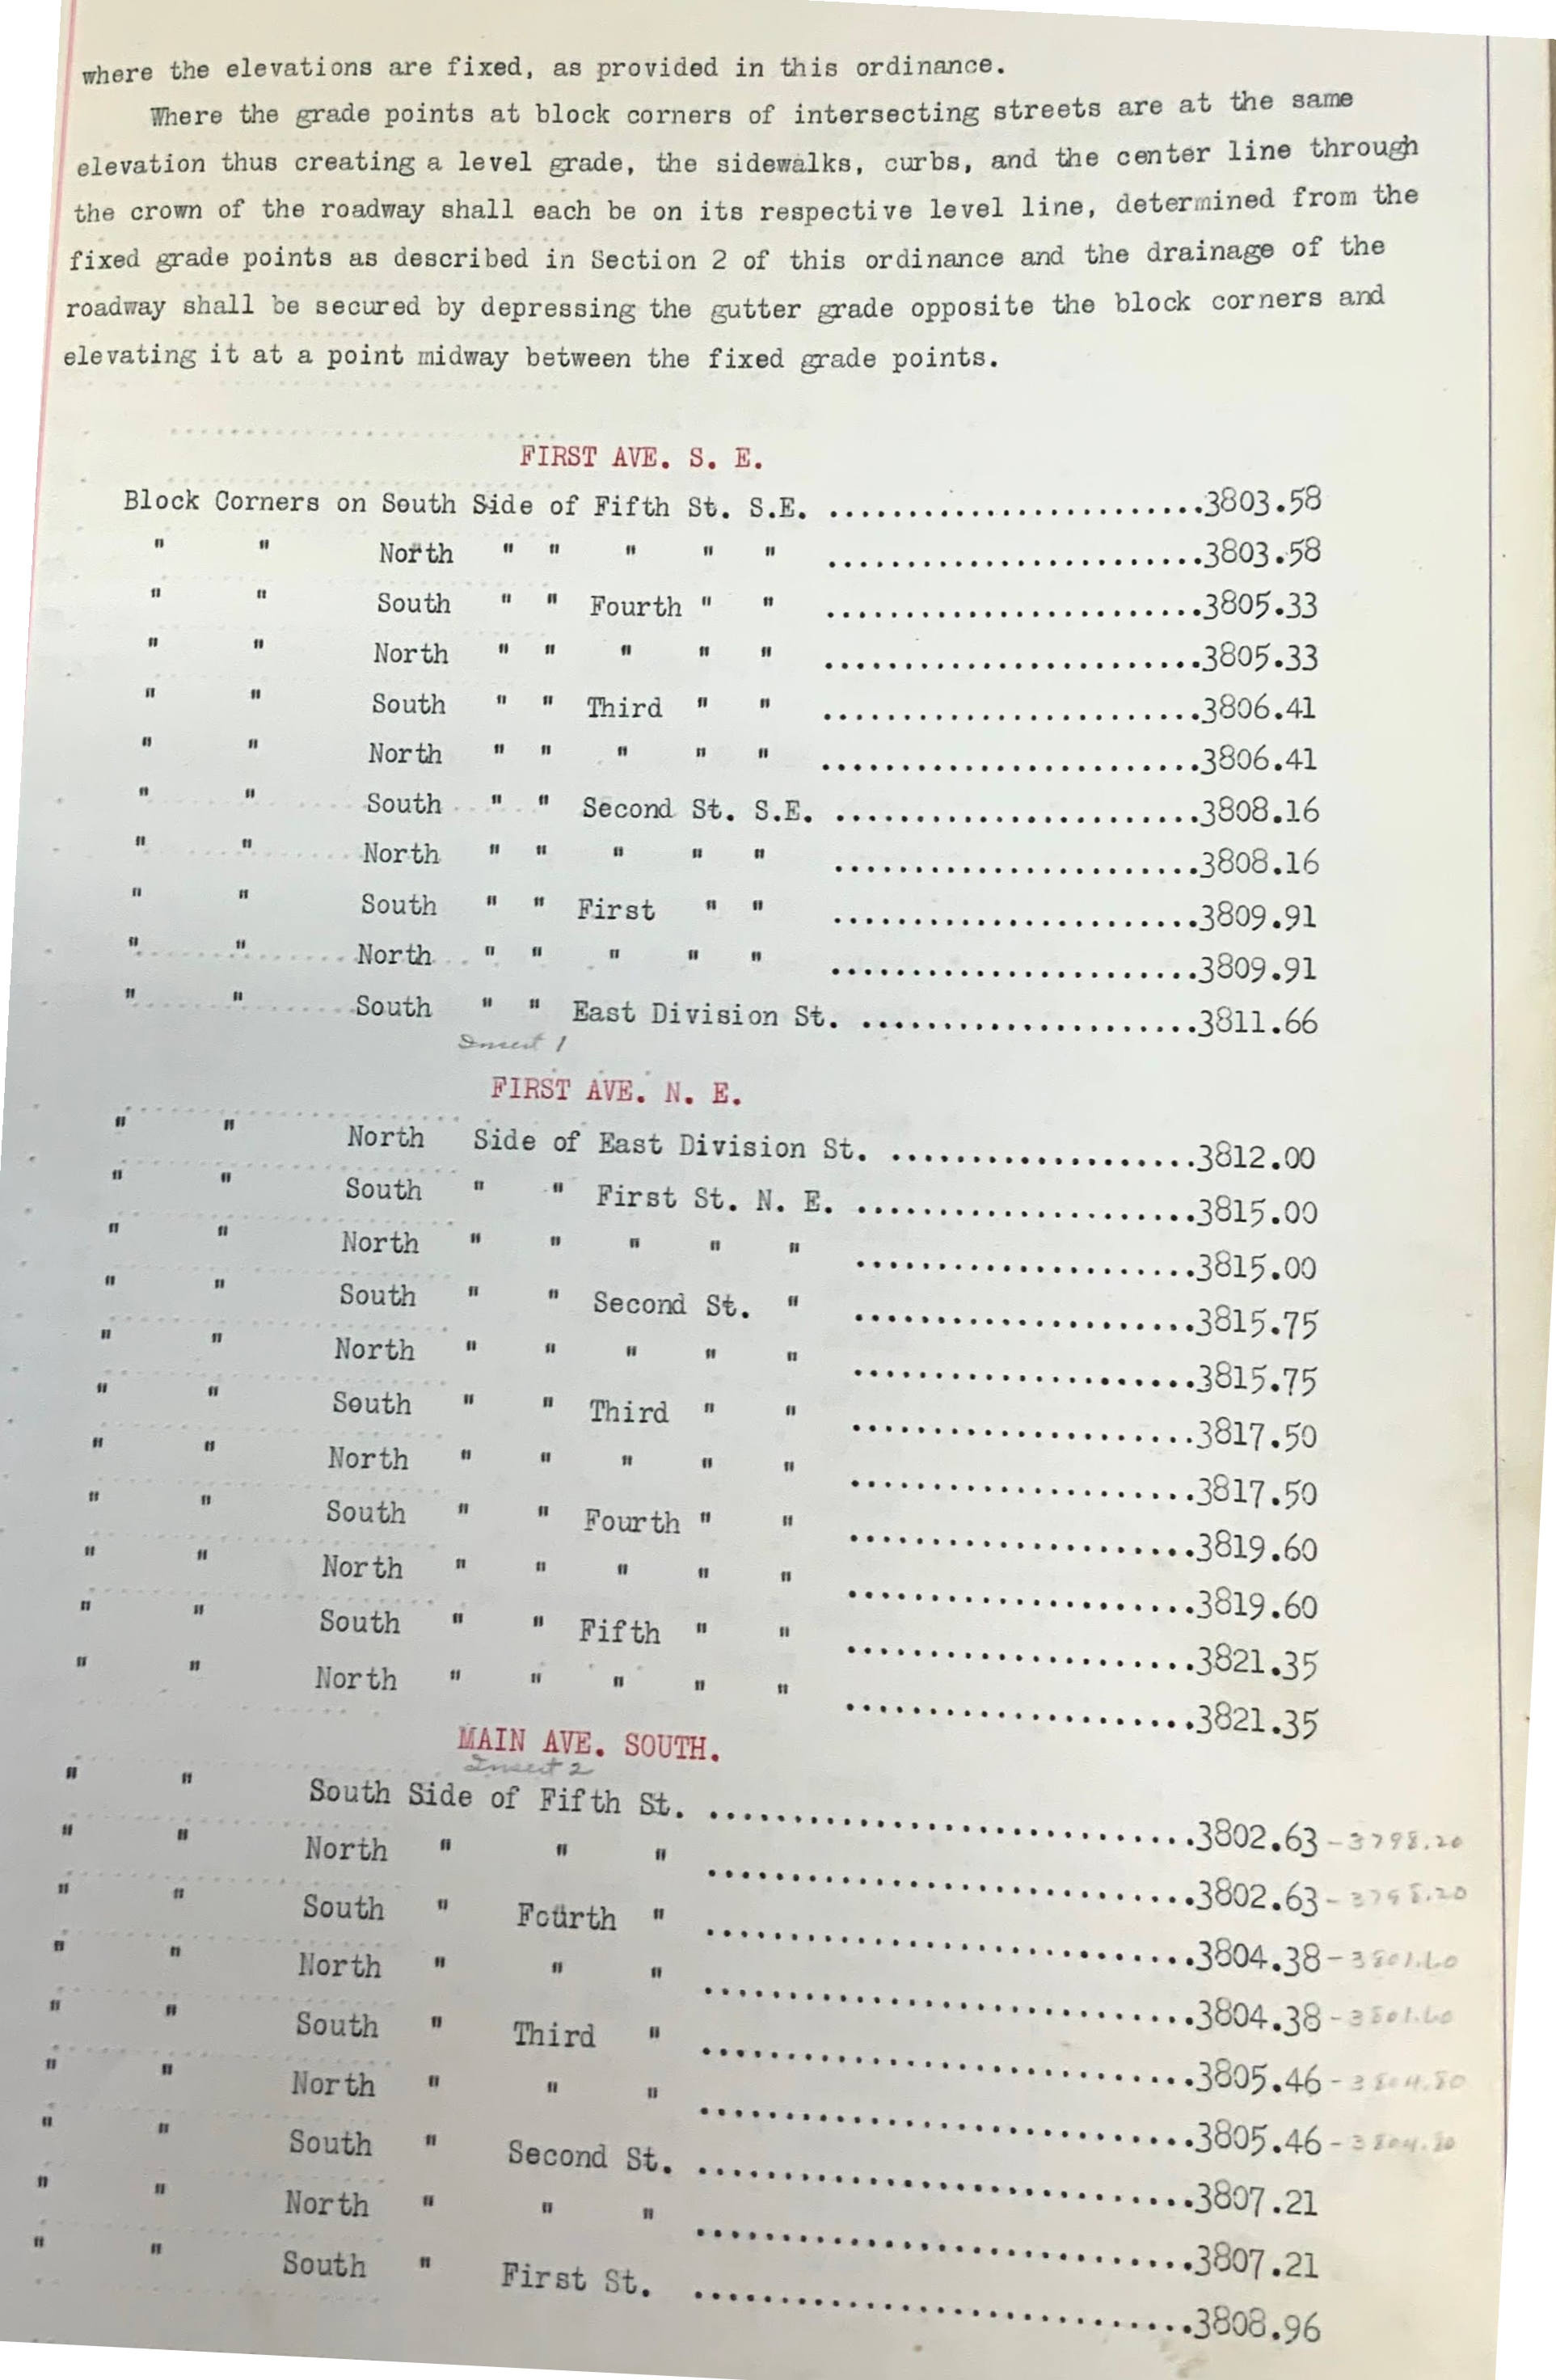 where the elevations are fixed, as provided in this ordinance.
Where the grade points at block corners of intersecting streets are at the same
elevation thus creating a level grade, the sidewalks, curbs, and the center line through
the crown of the roadway shall each be on its respective level line, determined from the
fixed grade points as described in Section 2 of this ordinance and the drainage of the
roadway shall be secured by depressing the gutter grade opposite the block corners and
elevating it at a point midway between the fixed grade points.
FIRST AVE. S. E.
Block Corners on South Side of Fifth St. S.E. ........................3803.58
" " North " " " " " ........................3803.58
" " South " " Fourth " " ........................3805.33
" " North " " " " " ........................3805.33
" " South " " Third " " ........................3806.41
" " North " " " " " ........................3806.41
" " South " " Second St. S.E. .......................3808.16
" " North " " " " " .......................3808.16
" " South " " First " " .......................3809.91
" " North " " " " " .......................3809.91
" " South " " East Division St. .....................3811.66
Insert 1
FIRST AVE. N. E.
" " North Side of East Division St. ...................3812.00
" " South " " First St. N. E. .....................3815.00
" " North " " " " " .....................3815.00
" " South " " Second St. " .....................3815.75
" " North " " " " " .....................3815.75
" " South " " Third " " .....................3817.50
" " North " " " " " .....................3817.50
" " South " " Fourth " " .....................3819.60
" " North " " " " " .....................3819.60
" " South " " Fifth " " .....................3821.35
" " North " " " " " .....................3821.35
MAIN AVE. SOUTH.
Insert 2
" " South Side of Fifth St. ..............................3802.63 - 3798.20
" " North " " " ..............................3802.63 - 3798.20
" " South " Fourth " ..............................3804.38 - 3801.60
" " North " " " ..............................3804.38 - 3801.60
" " South " Third " ..............................3805.46 - 3804.80
" " North " " " ..............................3805.46 - 3804.80
" " South " Second St. ..............................3807.21
" " North " " " ..............................3807.21
" " South " First St. ..............................3808.96